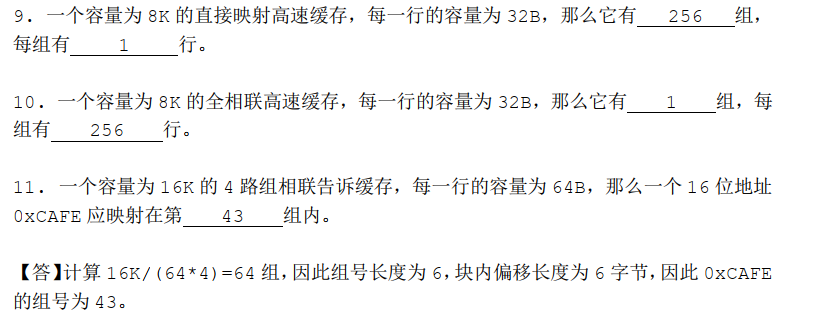 9. 一个容量为 8K 的直接映射高速缓存，每一行的容量为 32B，那么它有 256 组，
每组有 1 行。
10. 一个容量为 8K 的全相联高速缓存，每一行的容量为 32B，那么它有 1 组，每
组有 256 行。
11. 一个容量为 16K 的 4 路组相联告诉缓存，每一行的容量为 64B，那么一个 16 位地址
0xCAFE 应映射在第 43 组内。
【答】计算 16K/(64*4)=64 组，因此组号长度为 6，块内偏移长度为 6 字节，因此 0xCAFE
的组号为 43。